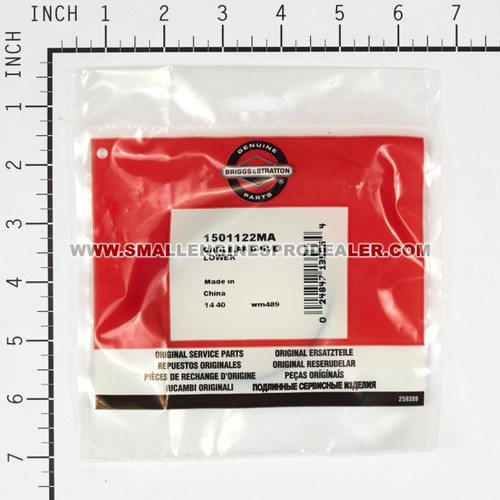 INCH 1 2 3 4 5 6 7
INCH
1
2
3
4
5
6
7
GENUINE
BRIGGS&STRATTON
PARTS
1501122MA
LOWER
Made in
China
14 40 wm489
WWW.SMALLENGINESPRODEALER.COM
ORIGINAL SERVICE PARTS ORIGINAL ERSATZTEILE
REPUESTOS ORIGINALES ORIGINAL RESERUDELAR
PIÈCES DE RECHANGE D'ORIGINE PEÇAS ORIGINAIS
RICAMBI ORIGINALI ПОДЛИННЫЕ СЕРВИСНЫЕ ИЗДЕЛИЯ
259389